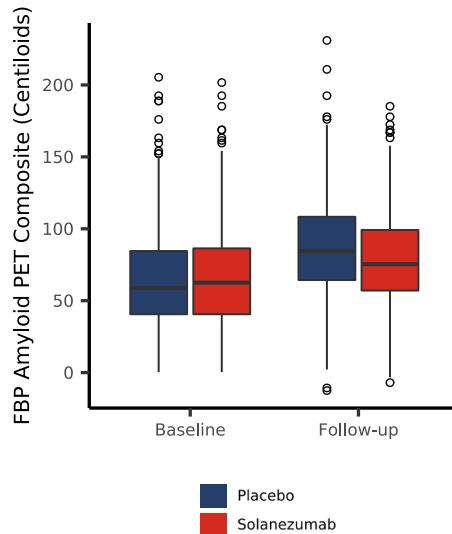 FBP Amyloid PET Composite (Centiloids)
200
150
100
50
0
Baseline
Follow-up
Placebo
Solanezumab